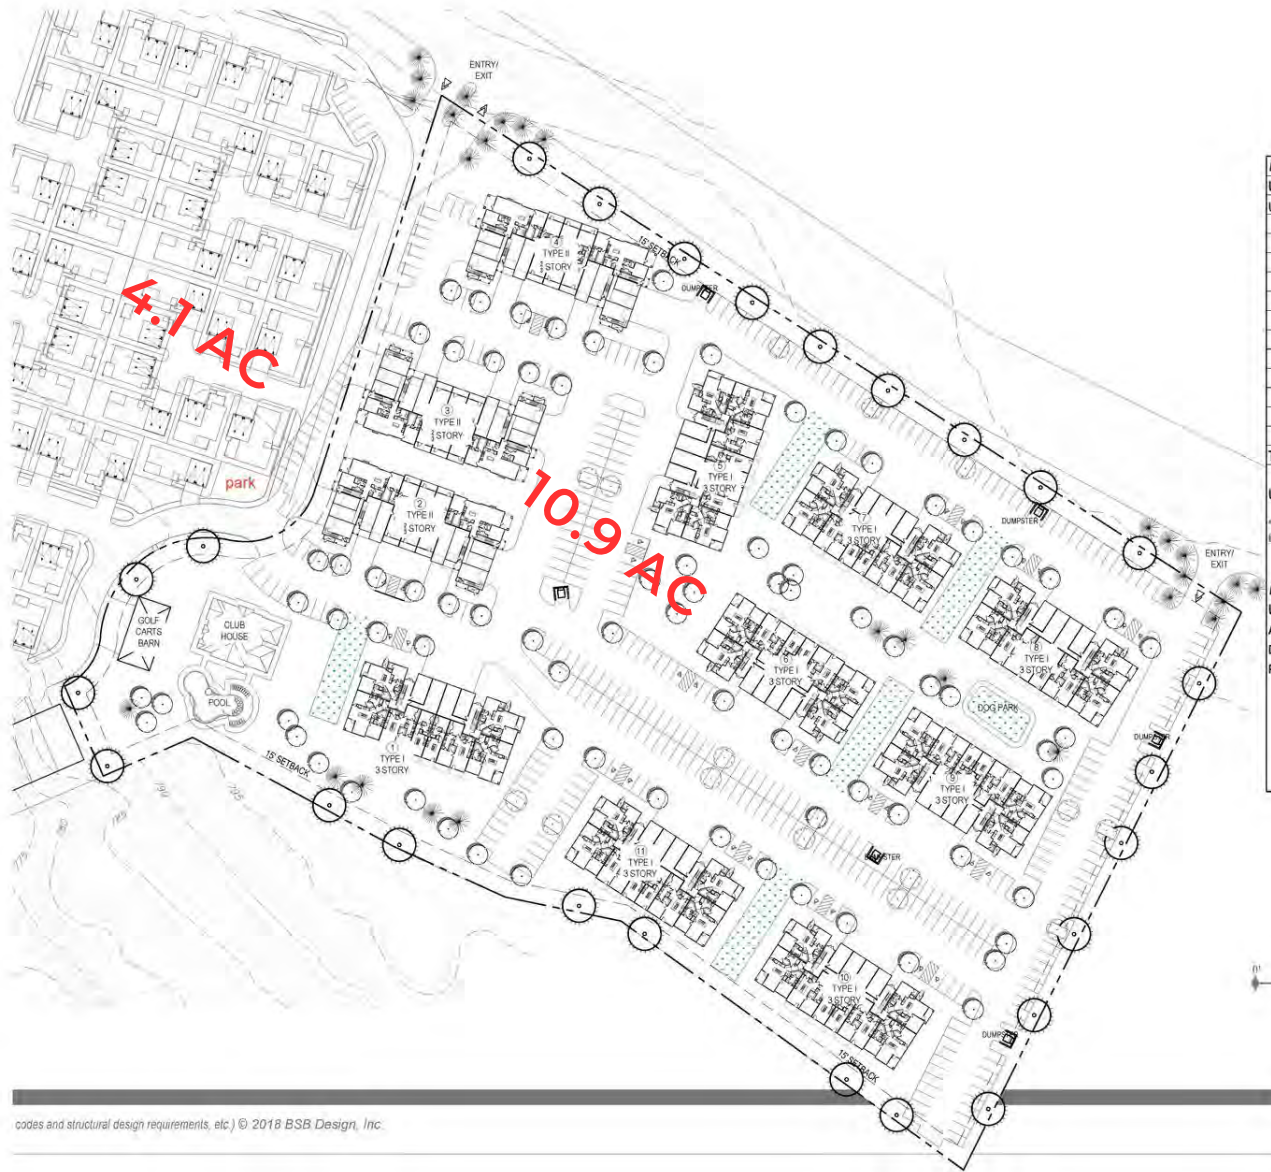 ENTRY/
EXIT
15' SETBACK
DUMPSTER
4
TYPE II
STORY
4.1 AC
3
TYPE II
STORY
5
TYPE I
3 STORY
park
10.9 AC
2
TYPE II
STORY
7
TYPE I
3 STORY
DUMPSTER
ENTRY/
EXIT
GOLF
CARTS
BARN
CLUB
HOUSE
POOL
6
TYPE I
3 STORY
8
TYPE I
3 STORY
DOG PARK
DUMPSTER
1
TYPE I
3 STORY
15' SETBACK
790
795
9
TYPE I
3 STORY
11
TYPE I
3 STORY
DUMPSTER
10
TYPE I
3 STORY
DUMPSTER
15' SETBACK
codes and structural design requirements, etc.) © 2018 BSB Design, Inc.